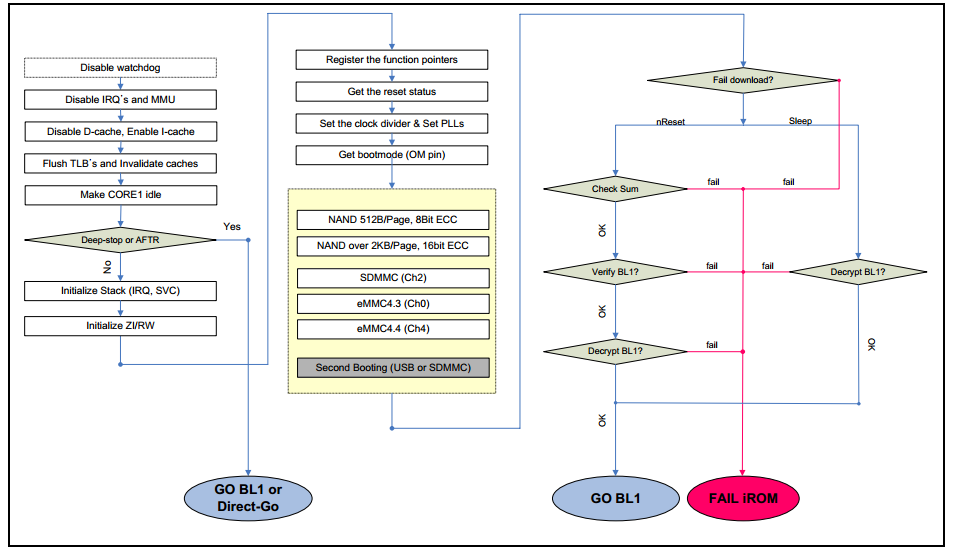 Disable watchdog
Disable IRQ´s and MMU
Disable D-cache, Enable I-cache
Flush TLB´s and Invalidate caches
Make CORE1 idle
Deep-stop or AFTR
Yes
No
Initialize Stack (IRQ, SVC)
Initialize ZI/RW
GO BL1 or
Direct-Go
Register the function pointers
Get the reset status
Set the clock divider & Set PLLs
Get bootmode (OM pin)
NAND 512B/Page, 8Bit ECC
NAND over 2KB/Page, 16bit ECC
SDMMC (Ch2)
eMMC4.3 (Ch0)
eMMC4.4 (Ch4)
Second Booting (USB or SDMMC)
Fail download?
nReset
Sleep
Check Sum
fail
fail
OK
Verify BL1?
fail
fail
Decrypt BL1?
OK
Decrypt BL1?
fail
OK
OK
GO BL1
FAIL iROM